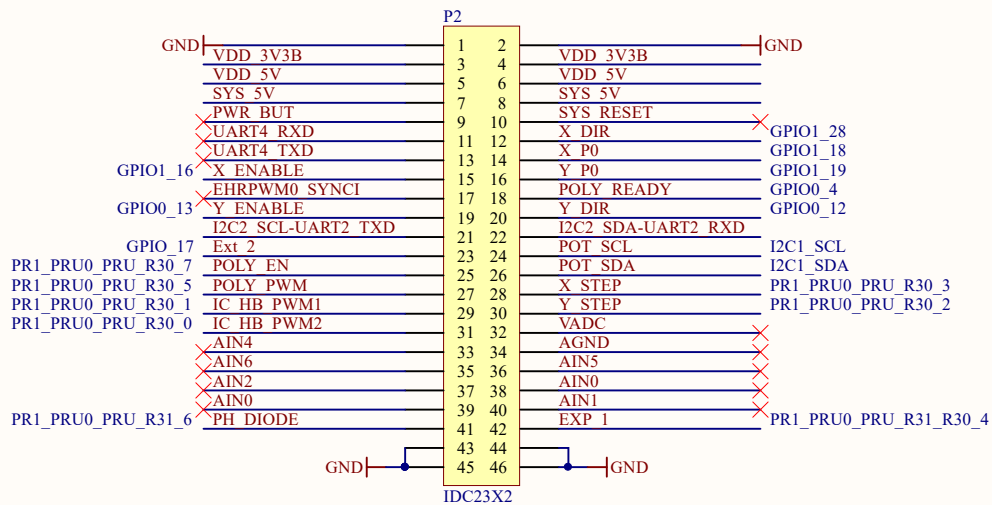 P2
GND 1 2 GND
VDD_3V3B 3 4 VDD_3V3B
VDD_5V 5 6 VDD_5V
SYS_5V 7 8 SYS_5V
PWR_BUT 9 10 SYS_RESET
UART4_RXD 11 12 X_DIR GPIO1_28
UART4_TXD 13 14 X_P0 GPIO1_18
GPIO1_16 X_ENABLE 15 16 Y_P0 GPIO1_19
EHRPWM0_SYNCI 17 18 POLY_READY GPIO0_4
GPIO0_13 Y_ENABLE 19 20 Y_DIR GPIO0_12
I2C2_SCL-UART2_TXD 21 22 I2C2_SDA-UART2_RXD
GPIO_17 Ext_2 23 24 POT_SCL I2C1_SCL
PR1_PRU0_PRU_R30_7 POLY_EN 25 26 POT_SDA I2C1_SDA
PR1_PRU0_PRU_R30_5 POLY_PWM 27 28 X_STEP PR1_PRU0_PRU_R30_3
PR1_PRU0_PRU_R30_1 IC_HB_PWM1 29 30 Y_STEP PR1_PRU0_PRU_R30_2
PR1_PRU0_PRU_R30_0 IC_HB_PWM2 31 32 VADC
AIN4 33 34 AGND
AIN6 35 36 AIN5
AIN2 37 38 AIN0
AIN0 39 40 AIN1
PR1_PRU0_PRU_R31_6 PH_DIODE 41 42 EXP_1 PR1_PRU0_PRU_R31_R30_4
43 44
GND 45 46 GND
IDC23X2